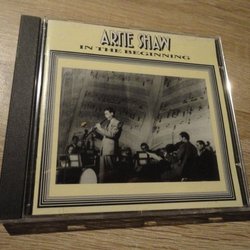 ARTIE SHAW
IN THE BEGINNING